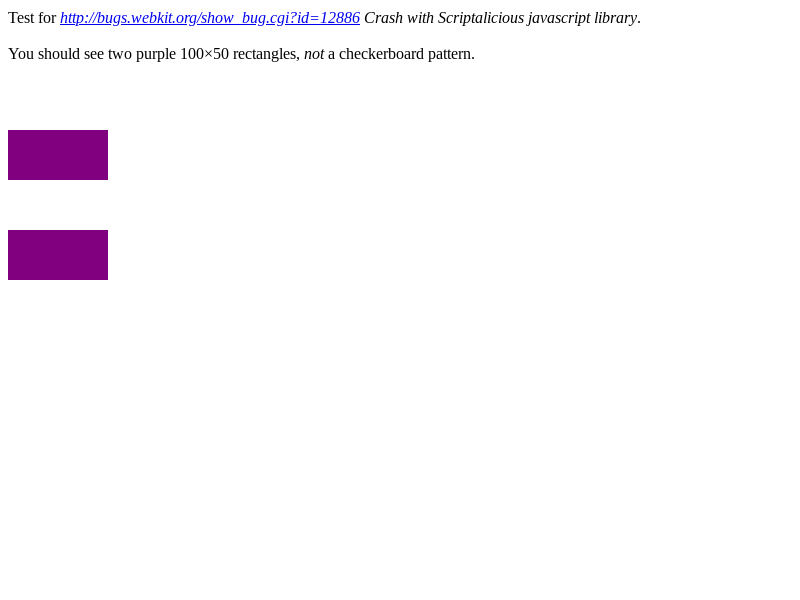 Test for http://bugs.webkit.org/show_bug.cgi?id=12886 Crash with Scriptalicious javascript library.
You should see two purple 100×50 rectangles, not a checkerboard pattern.